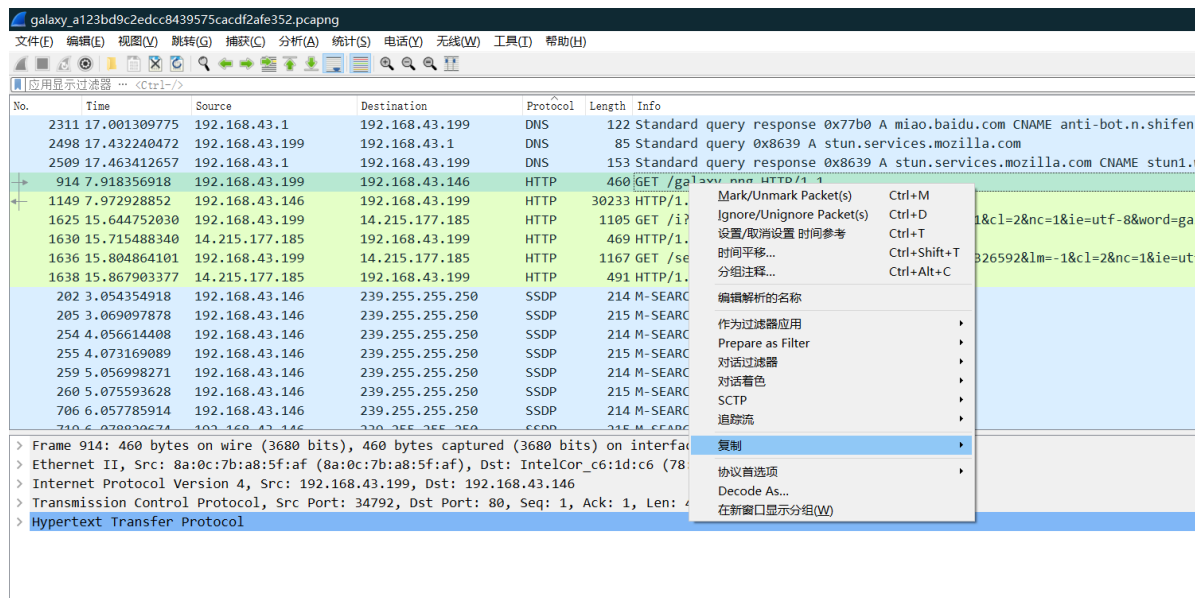 galaxy_a123bd9c2edcc8439575cacdf2afe352.pcapng
文件(F) 编辑(E) 视图(V) 跳转(G) 捕获(C) 分析(A) 统计(S) 电话(Y) 无线(W) 工具(T) 帮助(H)
应用显示过滤器 … <Ctrl-/>
No. Time Source Destination Protocol Length Info
2311 17.001309775 192.168.43.1 192.168.43.199 DNS 122 Standard query response 0x77b0 A miao.baidu.com CNAME anti-bot.n.shifen
2498 17.432240472 192.168.43.199 192.168.43.1 DNS 85 Standard query 0x8639 A stun.services.mozilla.com
2509 17.463412657 192.168.43.1 192.168.43.199 DNS 153 Standard query response 0x8639 A stun.services.mozilla.com CNAME stun1.
914 7.918356918 192.168.43.199 192.168.43.146 HTTP 460 GET /galaxy.png HTTP/1.1
1149 7.972928852 192.168.43.146 192.168.43.199 HTTP 30233 HTTP/1.
1625 15.644752030 192.168.43.199 14.215.177.185 HTTP 1105 GET /i? 1&cl=2&nc=1&ie=utf-8&word=ga
1630 15.715488340 14.215.177.185 192.168.43.199 HTTP 469 HTTP/1.
1636 15.804864101 192.168.43.199 14.215.177.185 HTTP 1167 GET /se 326592&lm=-1&cl=2&nc=1&ie=ut
1638 15.867903377 14.215.177.185 192.168.43.199 HTTP 491 HTTP/1.
202 3.054354918 192.168.43.146 239.255.255.250 SSDP 214 M-SEARC
205 3.069097878 192.168.43.146 239.255.255.250 SSDP 215 M-SEARC
254 4.056614408 192.168.43.146 239.255.255.250 SSDP 214 M-SEARC
255 4.073169089 192.168.43.146 239.255.255.250 SSDP 215 M-SEARC
259 5.056998271 192.168.43.146 239.255.255.250 SSDP 214 M-SEARC
260 5.075593628 192.168.43.146 239.255.255.250 SSDP 215 M-SEARC
706 6.057785914 192.168.43.146 239.255.255.250 SSDP 214 M-SEARC
Mark/Unmark Packet(s) Ctrl+M
Ignore/Unignore Packet(s) Ctrl+D
设置/取消设置 时间参考 Ctrl+T
时间平移... Ctrl+Shift+T
分组注释... Ctrl+Alt+C
编辑解析的名称
作为过滤器应用
Prepare as Filter
对话过滤器
对话着色
SCTP
追踪流
复制
协议首选项
Decode As...
在新窗口显示分组(W)
Frame 914: 460 bytes on wire (3680 bits), 460 bytes captured (3680 bits) on interfac
Ethernet II, Src: 8a:0c:7b:a8:5f:af (8a:0c:7b:a8:5f:af), Dst: IntelCor_c6:1d:c6 (78:
Internet Protocol Version 4, Src: 192.168.43.199, Dst: 192.168.43.146
Transmission Control Protocol, Src Port: 34792, Dst Port: 80, Seq: 1, Ack: 1, Len: 4
Hypertext Transfer Protocol